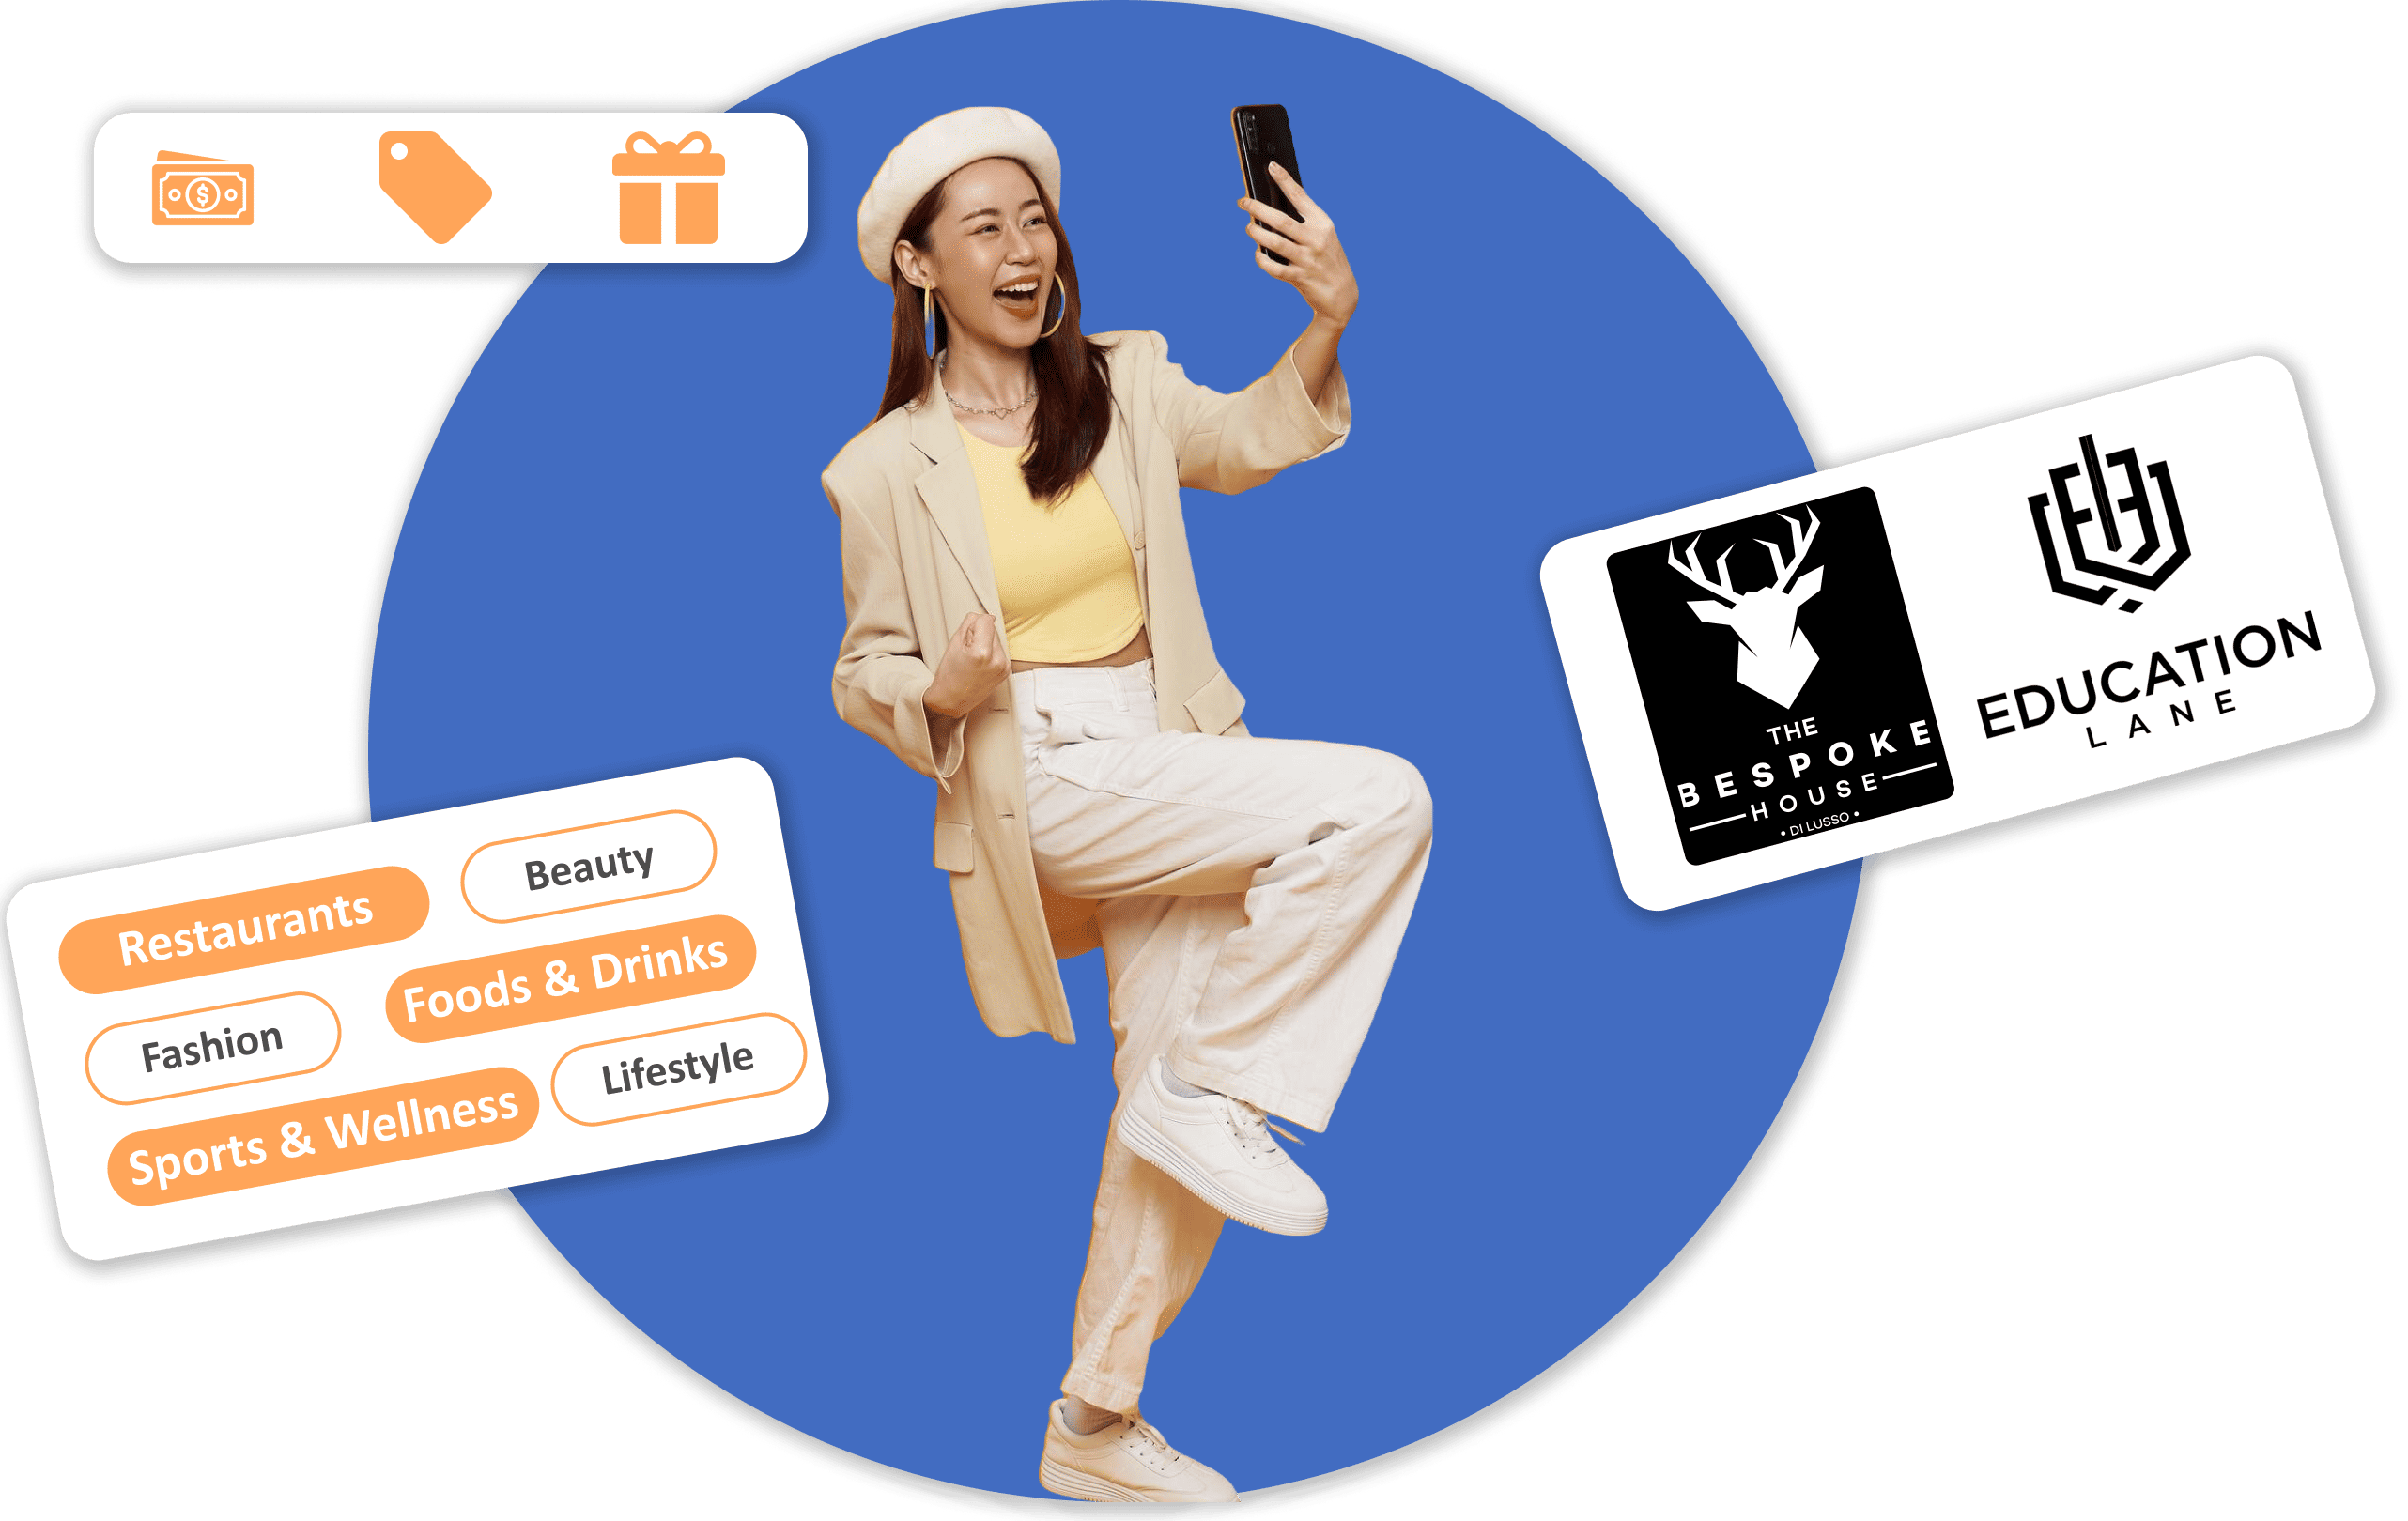 $
Restaurants
Beauty
Foods & Drinks
Fashion
Lifestyle
Sports & Wellness
THE
BESPOKE
HOUSE
• DI LUSSO •
EDUCATION
LANE